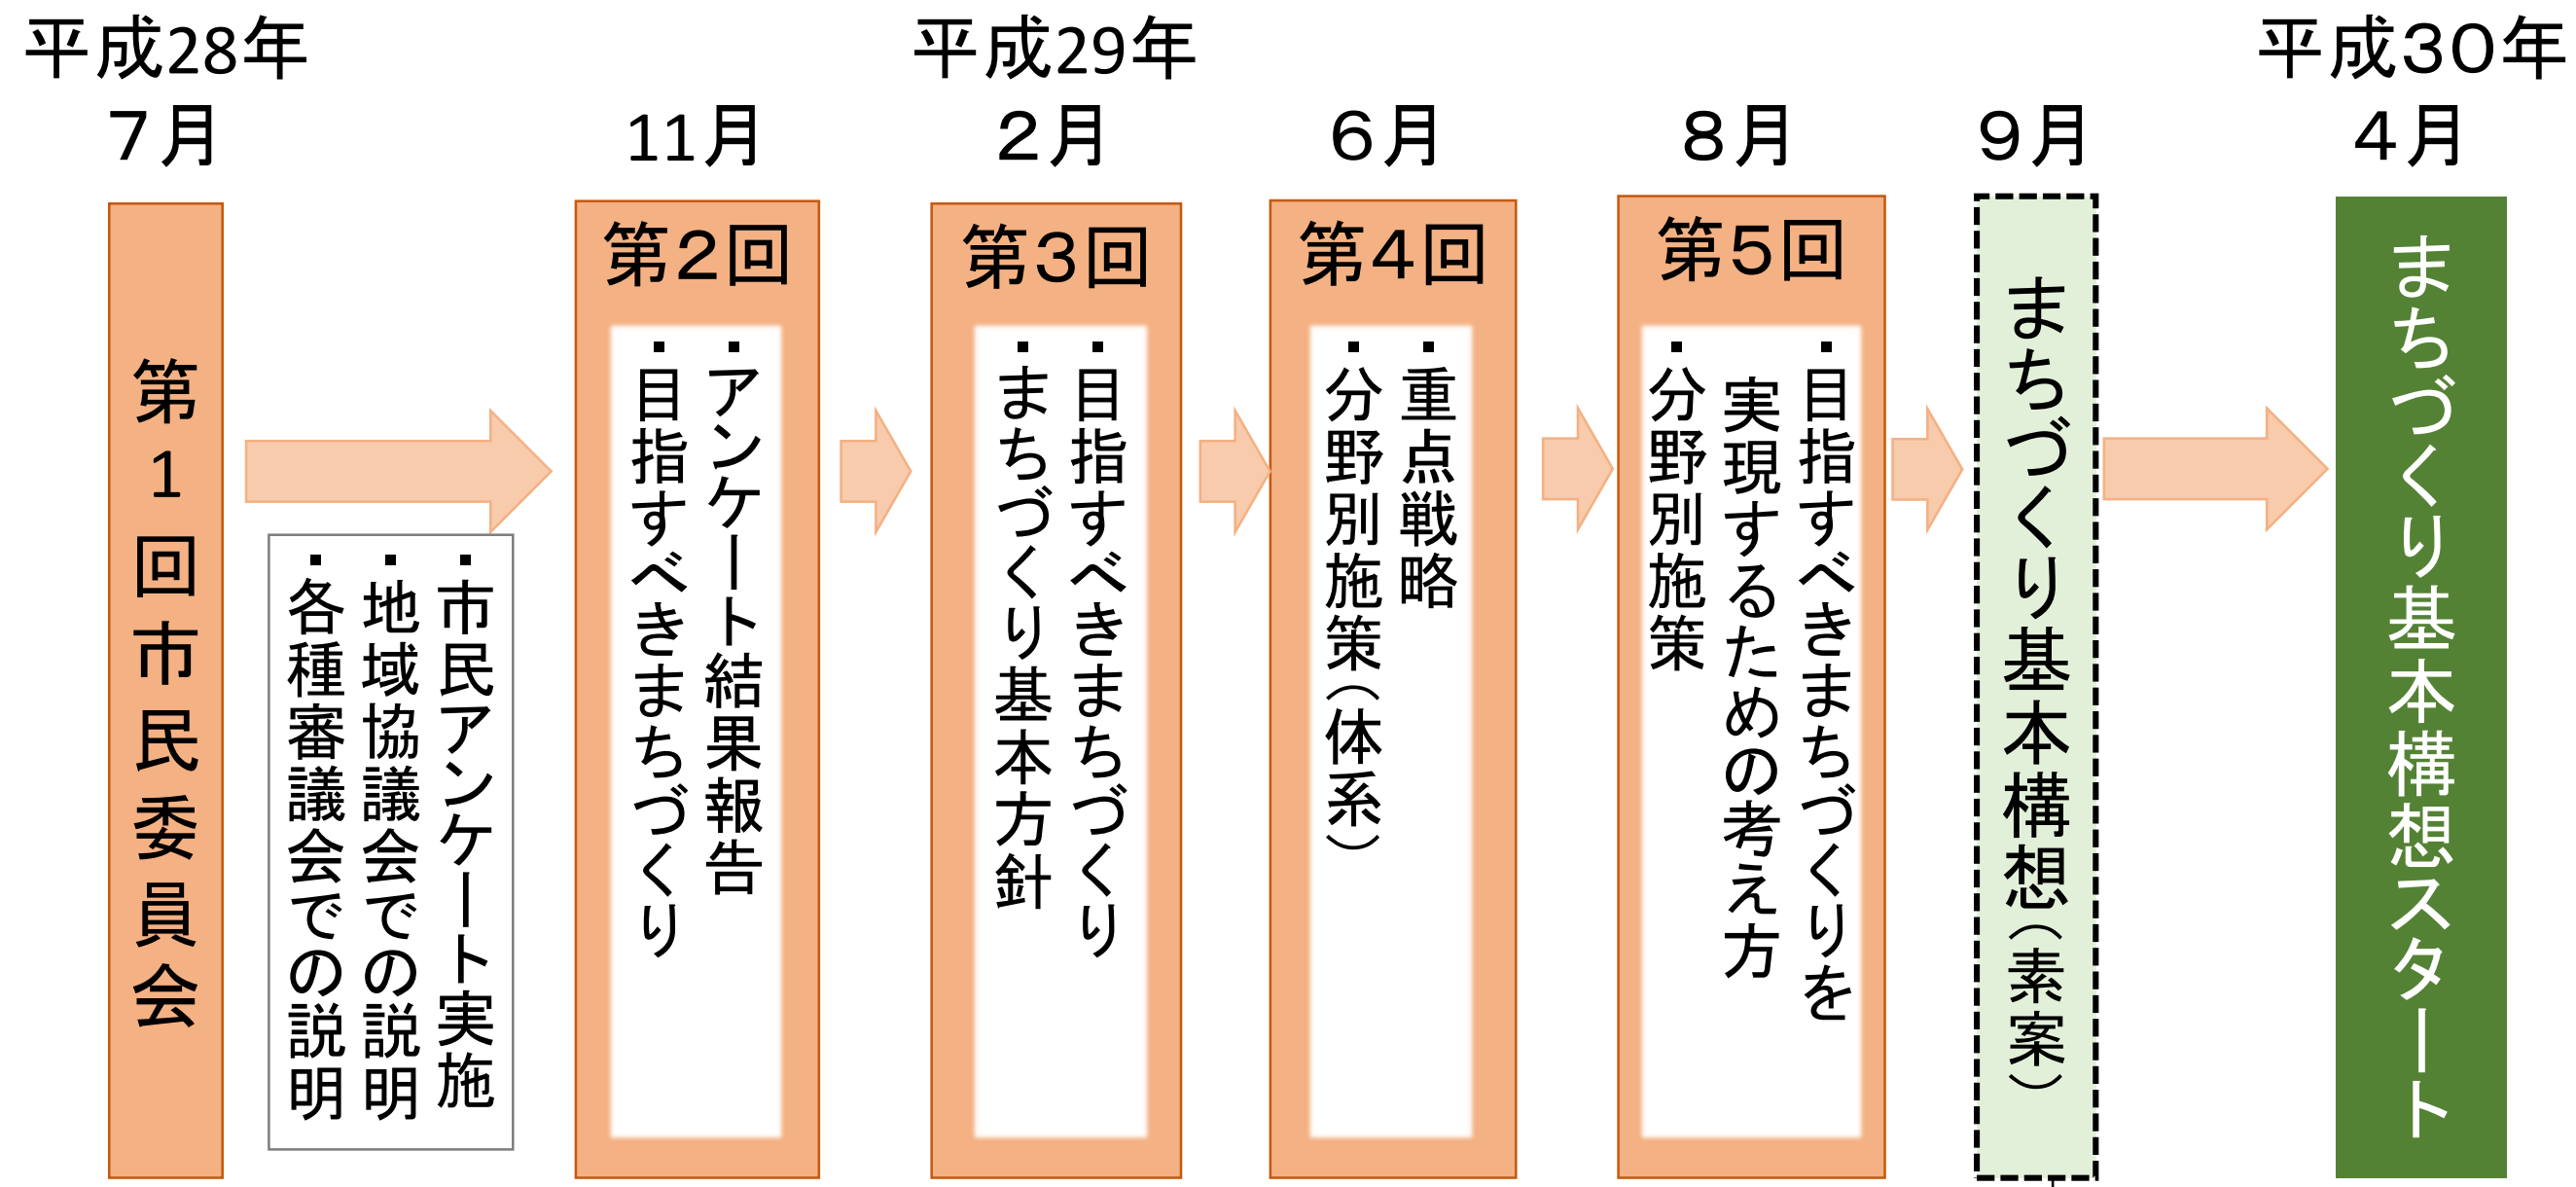 平成28年
7月
11月
平成29年
2月
6月
8月
9月
平成30年
4月
第1回市民委員会
・市民アンケート実施
・地域協議会での説明
・各種審議会での説明
第2回
・アンケート結果報告
・目指すべきまちづくり
第3回
・目指すべきまちづくり
・まちづくり基本方針
第4回
・重点戦略
・分野別施策（体系）
第5回
・目指すべきまちづくりを
実現するための考え方
・分野別施策
まちづくり基本構想（素案）
まちづくり基本構想スタート